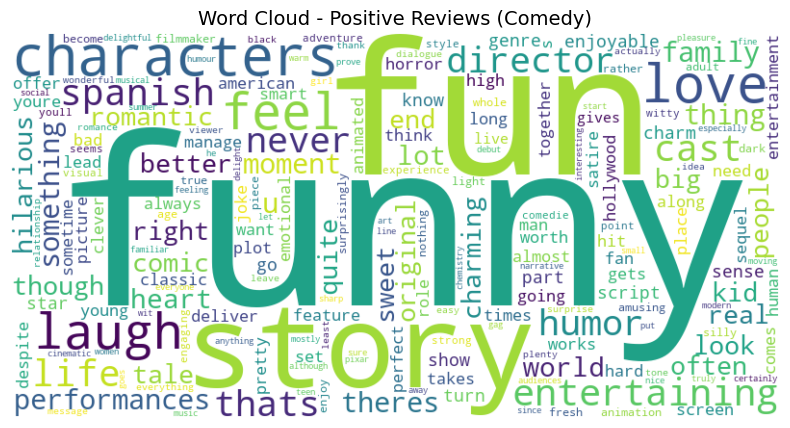 Word Cloud - Positive Reviews (Comedy)
become delightful filmmaker black adventure thank style dialogue pleasure fine
characters fun director genre s enjoyable family entertainment
humour warm prove rather adult
offer social wonderful musical american horror actually love
youre spanish youll smart feel high whole gives thing witty
summer girl know start charm especially
romantic never end long together hollywood cast dark
hilarious something bad seems viewer manage animated think live satire idea
lead romance he delight lot experience debut interesting big need people
visual better moment light
relationship sometime picture clever true feeling joke piece u emotional surprisingly funny comedie man point along place sequel
always age want let quite art line charming worth hit fan small
right familiar plot go nothing original almost gets sense human
though comic classic leave sweet role chemistry narrative part script amusing modern moving
star heart everyone sharp easy going surprise kid
young wit deliver feature gag times humor put silly real comes
despite laugh anything least story strong works look
engaging mostly set pretty perfect show plenty world hard tone often truly
cinematic women although pixar enjoy sure takes audiences nice certainly
life tale goes everything teen away turn entertaining
performances message music thats theres since fresh animation screen